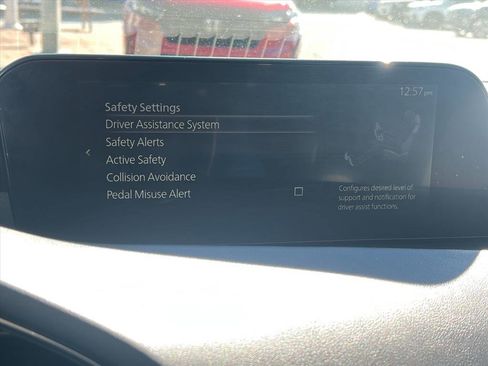 12:57 pm
Safety Settings
Driver Assistance System
Safety Alerts
Active Safety
Collision Avoidance
Pedal Misuse Alert
Configures desired level of
support and notification for
driver assist functions.